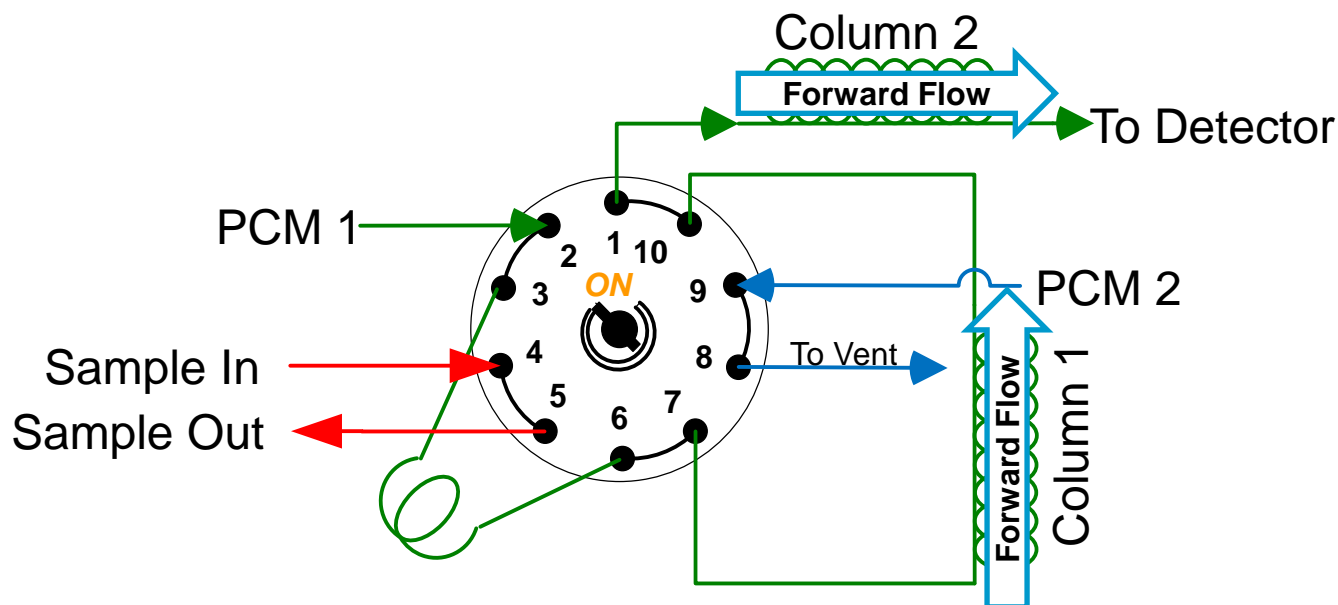 Column 2
Forward Flow
To Detector
PCM 1
1
10
2
3
ON
9
PCM 2
Sample In
4
8
To Vent
5
7
6
Sample Out
Forward Flow
Column 1